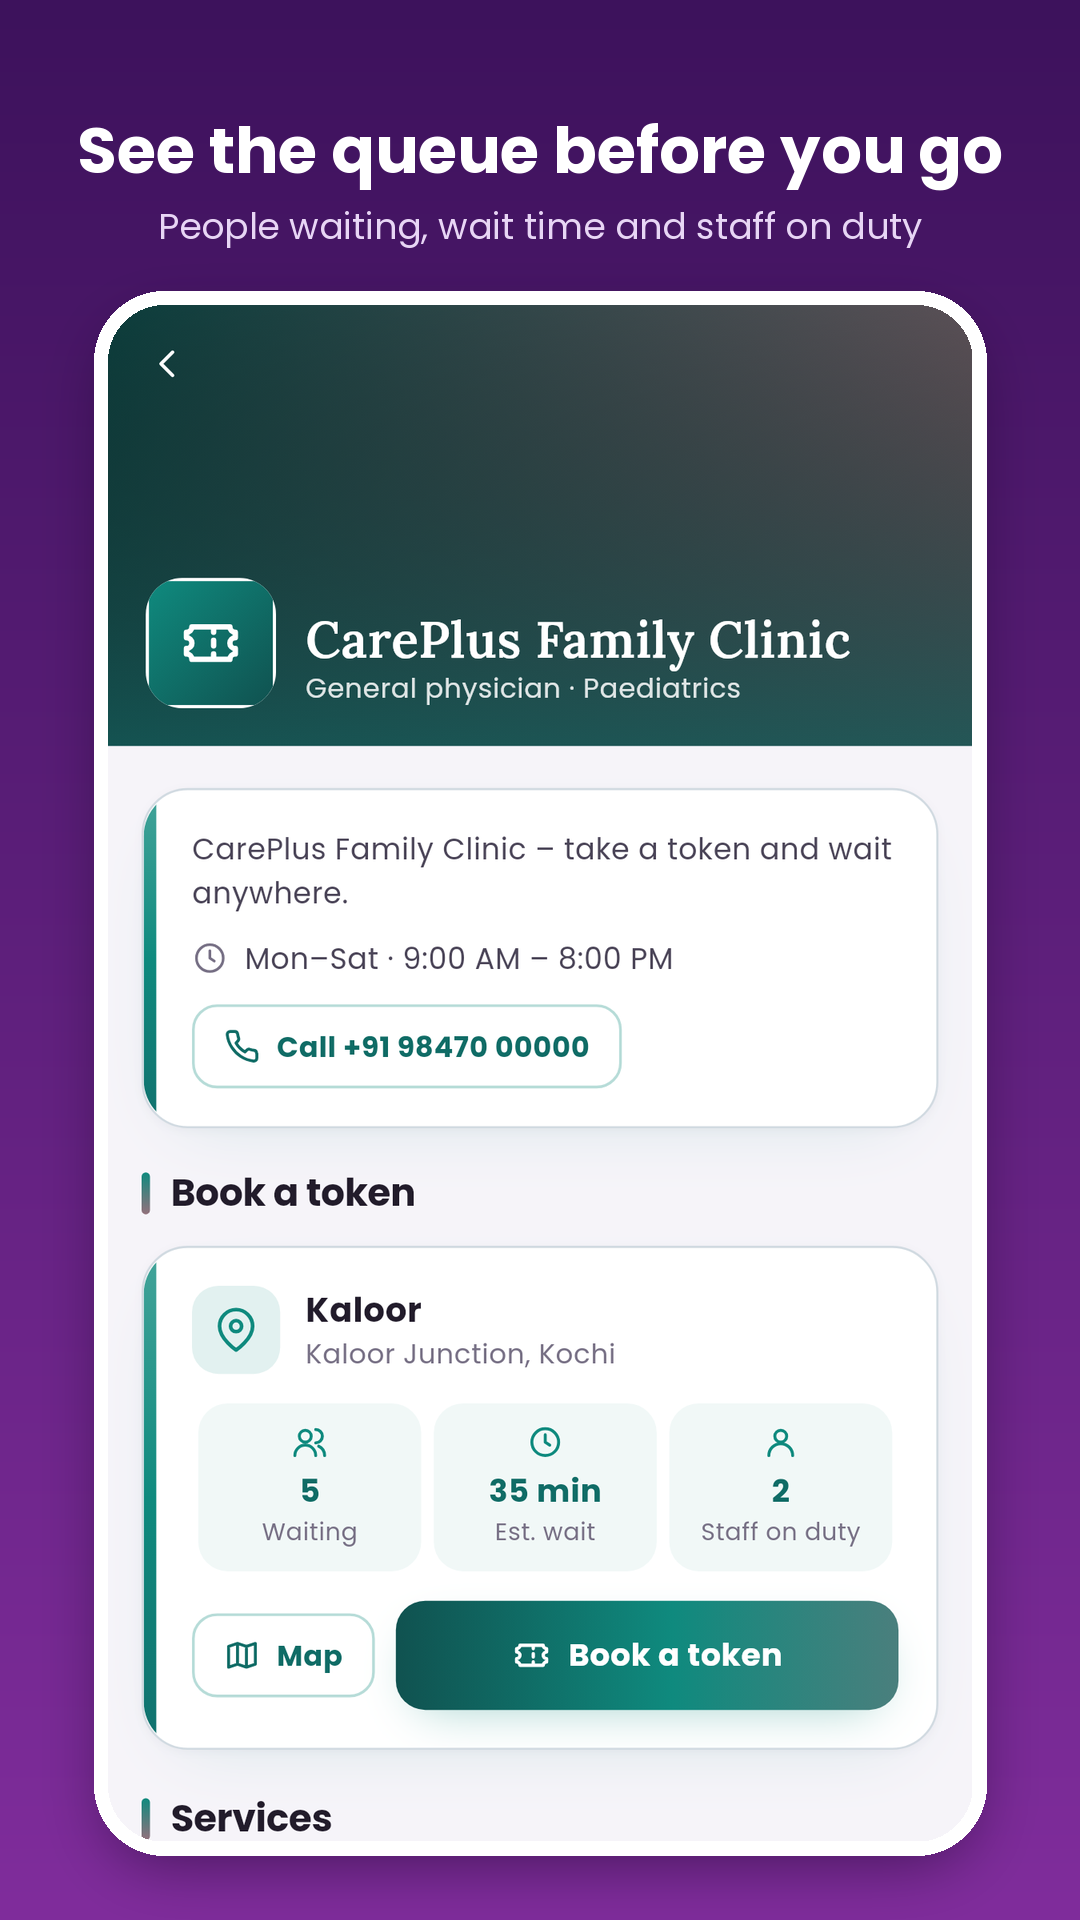 See the queue before you go
People waiting, wait time and staff on duty
CarePlus Family Clinic
General physician · Paediatrics
CarePlus Family Clinic – take a token and wait
anywhere.
Mon–Sat · 9:00 AM – 8:00 PM
Call +91 98470 00000
Book a token
Kaloor
Kaloor Junction, Kochi
5
Waiting
35 min
Est. wait
2
Staff on duty
Map
Book a token
Services